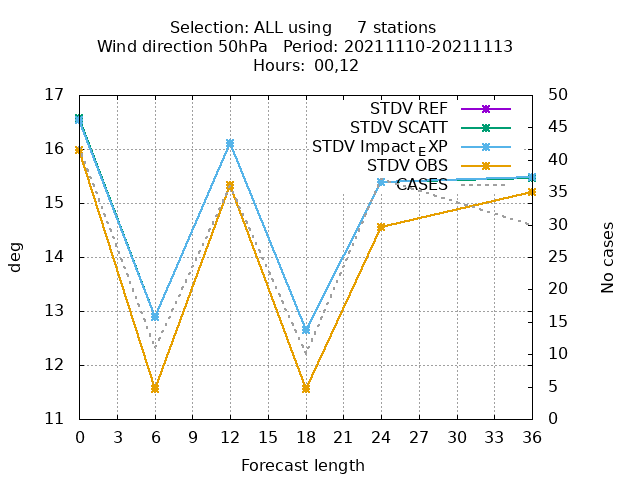 Selection: ALL using     7 stations
Wind direction 50hPa   Period: 20211110-20211113
Hours:  00,12
STDV REF
STDV SCATT
STDV Impact_EXP
STDV OBS
CASES
17
16
15
14
13
12
11
deg
50
45
40
35
30
25
20
15
10
5
0
No cases
0 3 6 9 12 15 18 21 24 27 30 33 36
Forecast length